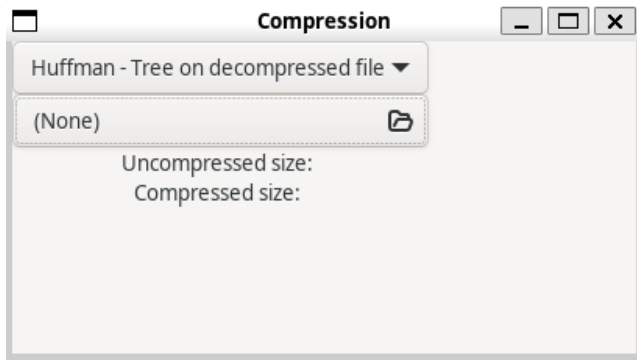 Compression
Huffman - Tree on decompressed file
(None)
Uncompressed size:
Compressed size: